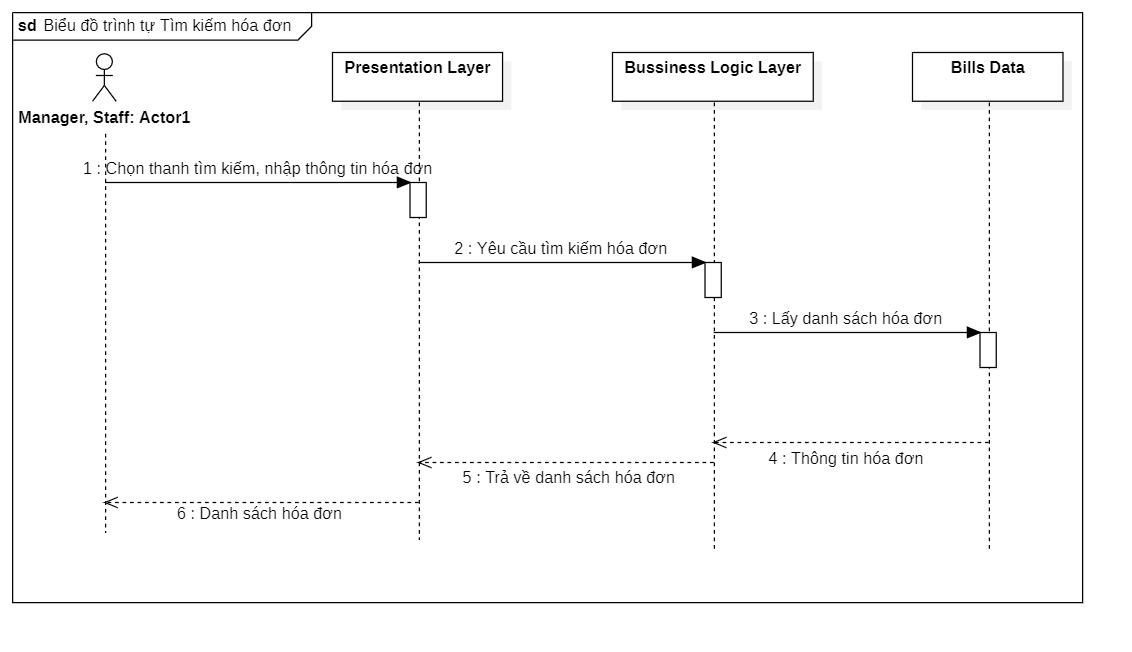 sd Biểu đồ trình tự Tìm kiếm hóa đơn
Presentation Layer
Bussiness Logic Layer
Bills Data
Manager, Staff: Actor1
1 : Chọn thanh tìm kiếm, nhập thông tin hóa đơn
2 : Yêu cầu tìm kiếm hóa đơn
3 : Lấy danh sách hóa đơn
4 : Thông tin hóa đơn
5 : Trả về danh sách hóa đơn
6 : Danh sách hóa đơn